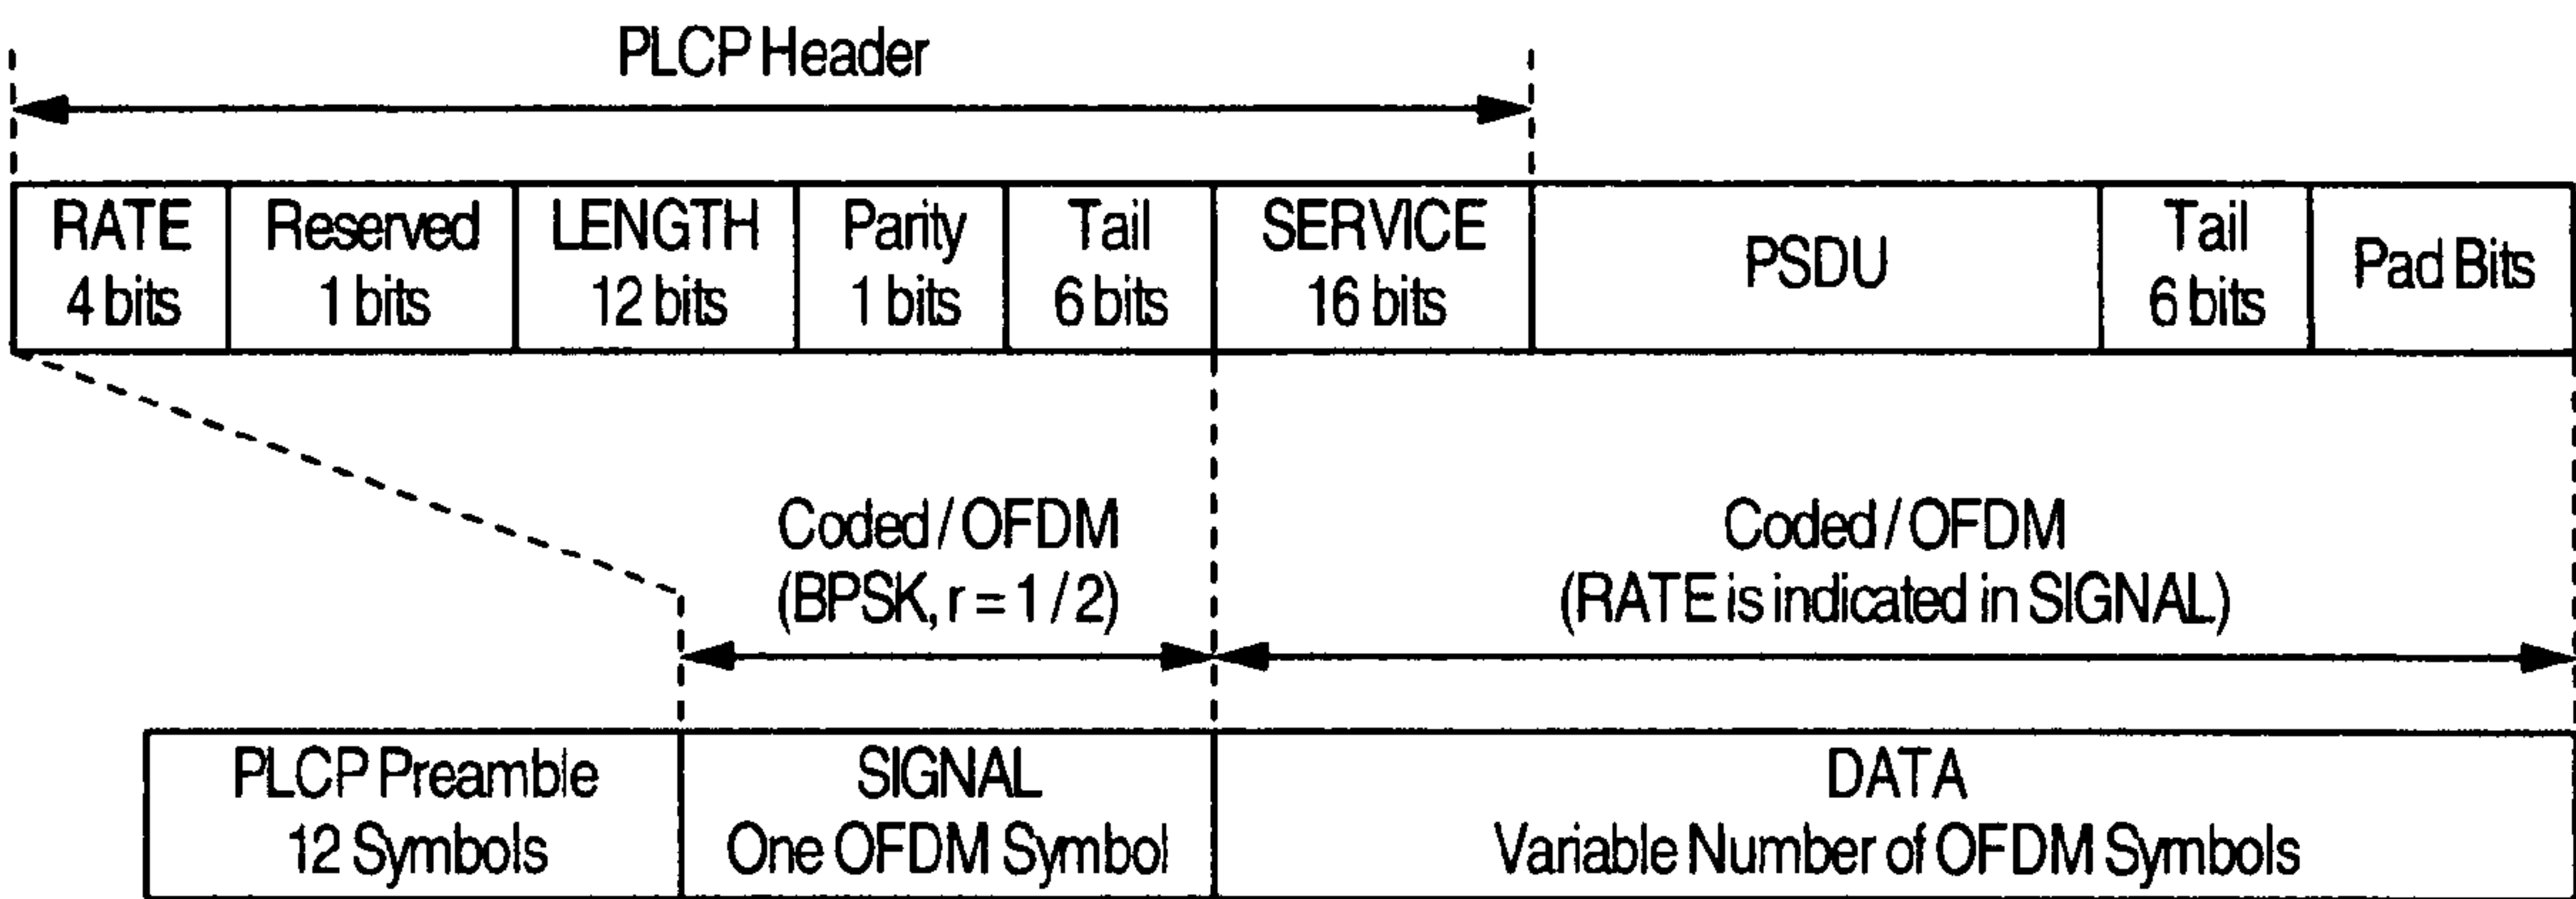 PLCP Header
RATE
4 bits
Reserved
1 bits
LENGTH
12 bits
Parity
1 bits
Tail
6 bits
SERVICE
16 bits
PSDU
Tail
6 bits
Pad Bits
Coded / OFDM
(BPSK, r = 1 / 2)
Coded / OFDM
(RATE is indicated in SIGNAL)
PLCP Preamble
12 Symbols
SIGNAL
One OFDM Symbol
DATA
Variable Number of OFDM Symbols